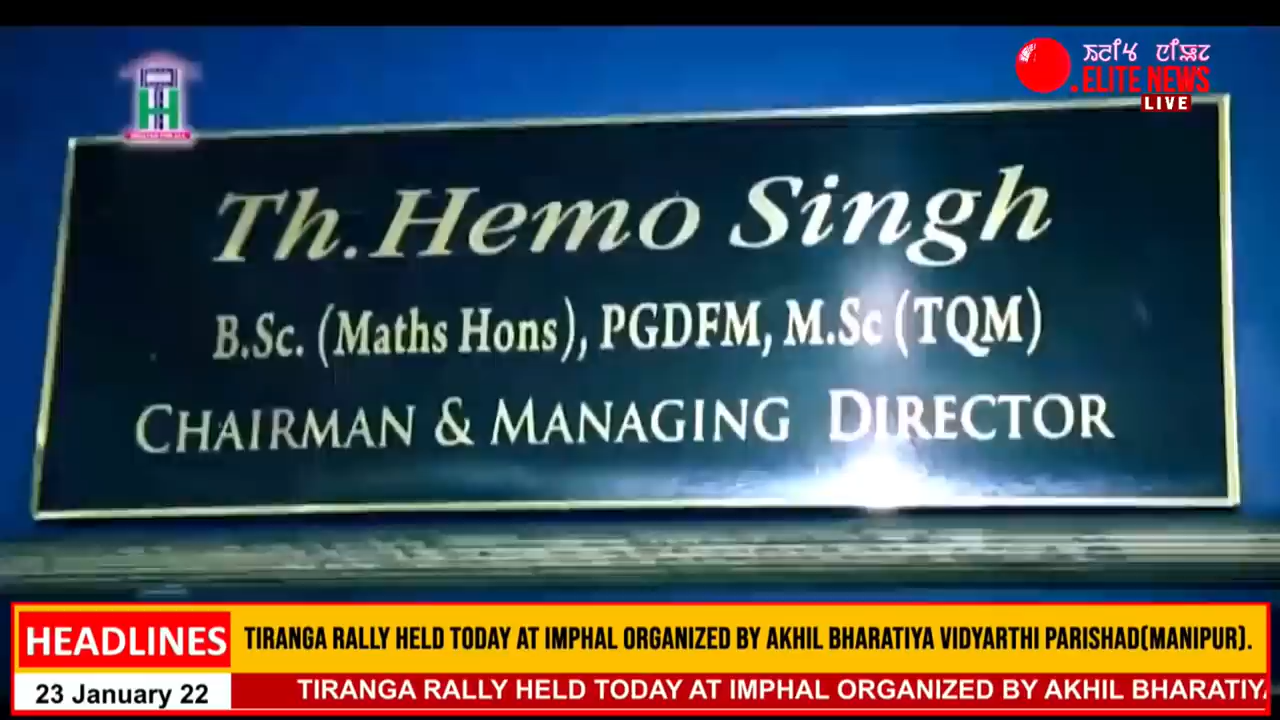 TH
.ELITE NEWS
LIVE
Th.Hemo Singh
B.Sc. (Maths Hons), PGDFM, M.Sc (TQM)
CHAIRMAN & MANAGING DIRECTOR
HEADLINES
TIRANGA RALLY HELD TODAY AT IMPHAL ORGANIZED BY AKHIL BHARATIYA VIDYARTHI PARISHAD(MANIPUR).
23 January 22
TIRANGA RALLY HELD TODAY AT IMPHAL ORGANIZED BY AKHIL BHARATIY